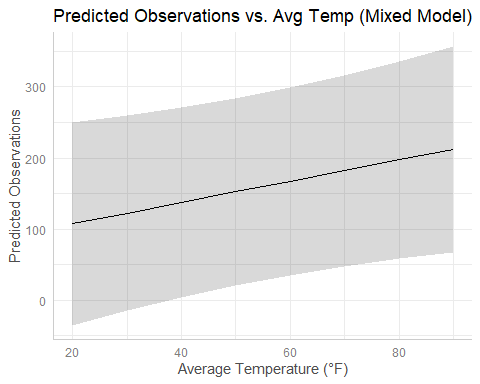 Predicted Observations vs. Avg Temp (Mixed Model)
Predicted Observations
300
200
100
0
20 40 60 80
Average Temperature (°F)